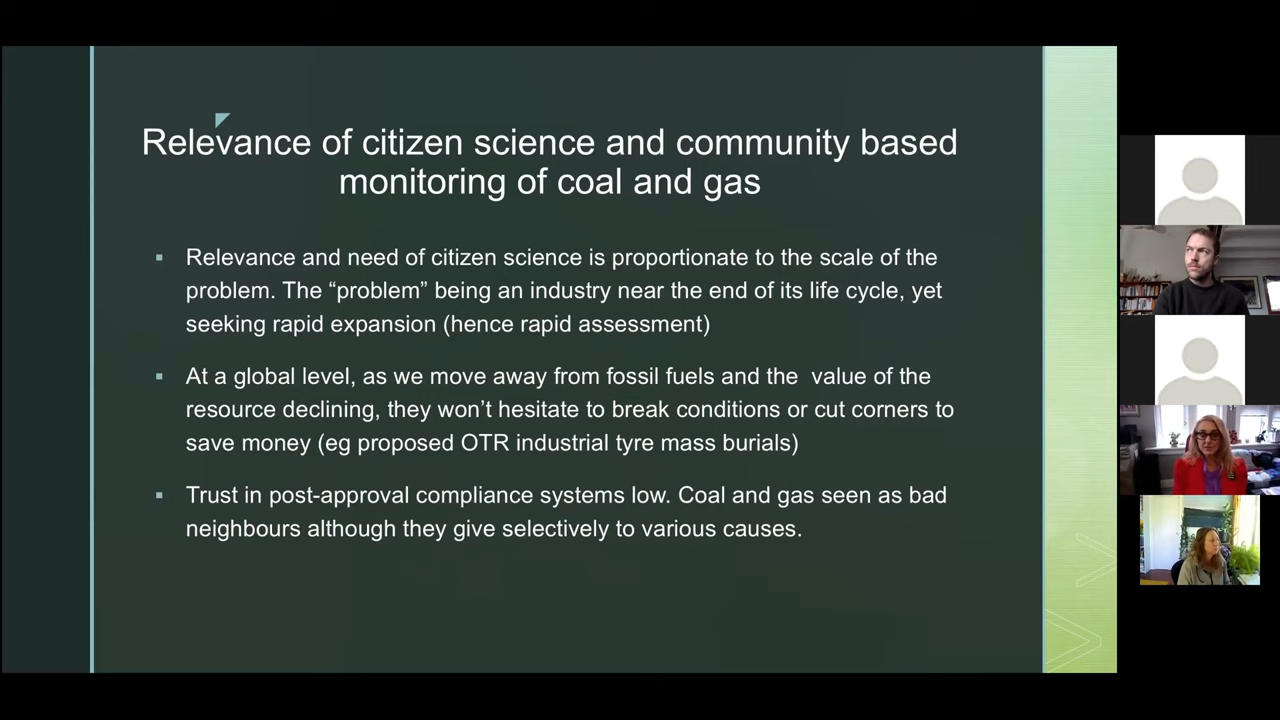 Relevance of citizen science and community based
monitoring of coal and gas
▪ Relevance and need of citizen science is proportionate to the scale of the
problem. The “problem” being an industry near the end of its life cycle, yet
seeking rapid expansion (hence rapid assessment)
▪ At a global level, as we move away from fossil fuels and the  value of the
resource declining, they won’t hesitate to break conditions or cut corners to
save money (eg proposed OTR industrial tyre mass burials)
▪ Trust in post-approval compliance systems low. Coal and gas seen as bad
neighbours although they give selectively to various causes.